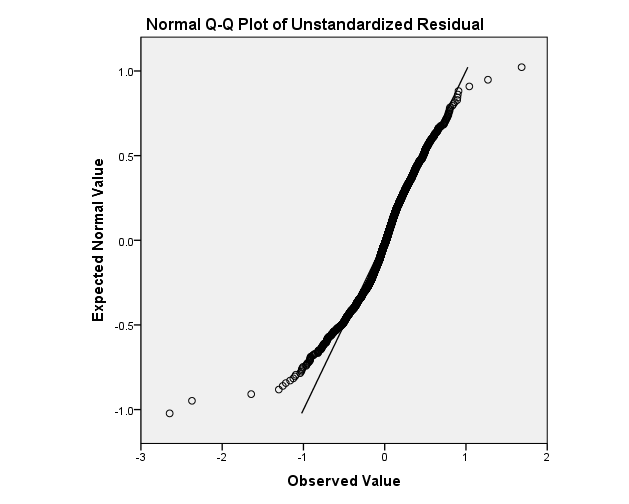 Normal Q-Q Plot of Unstandardized Residual
Expected Normal Value
1.0
0.5
0.0
-0.5
-1.0
-3 -2 -1 0 1 2
Observed Value